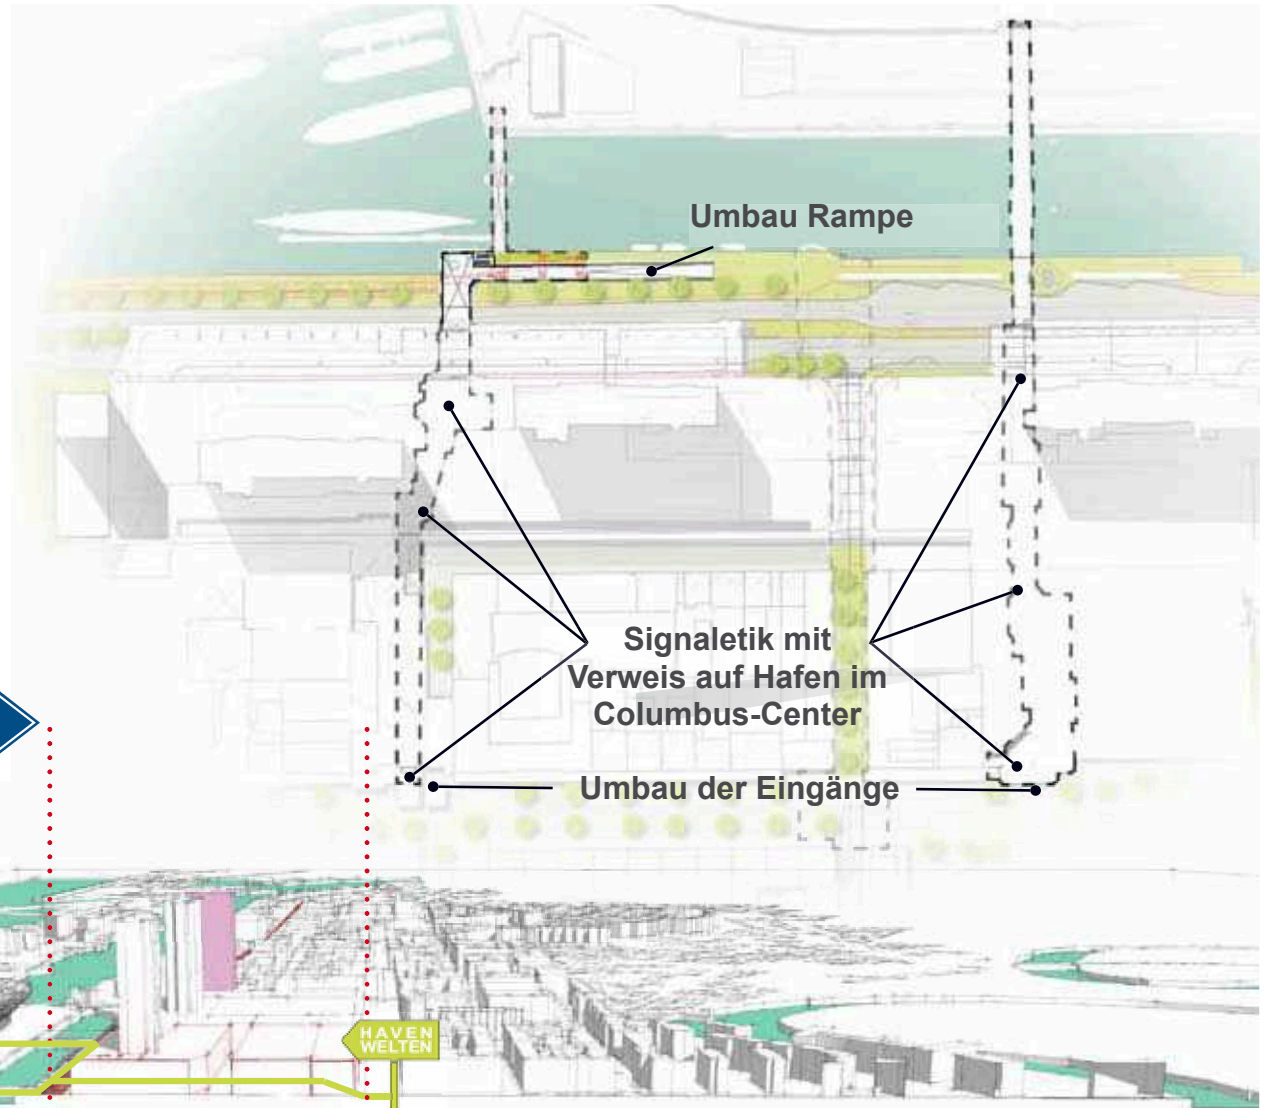 Umbau Rampe
Signaletik mit
Verweis auf Hafen im
Columbus-Center
Umbau der Eingänge
HAVEN
WELTEN